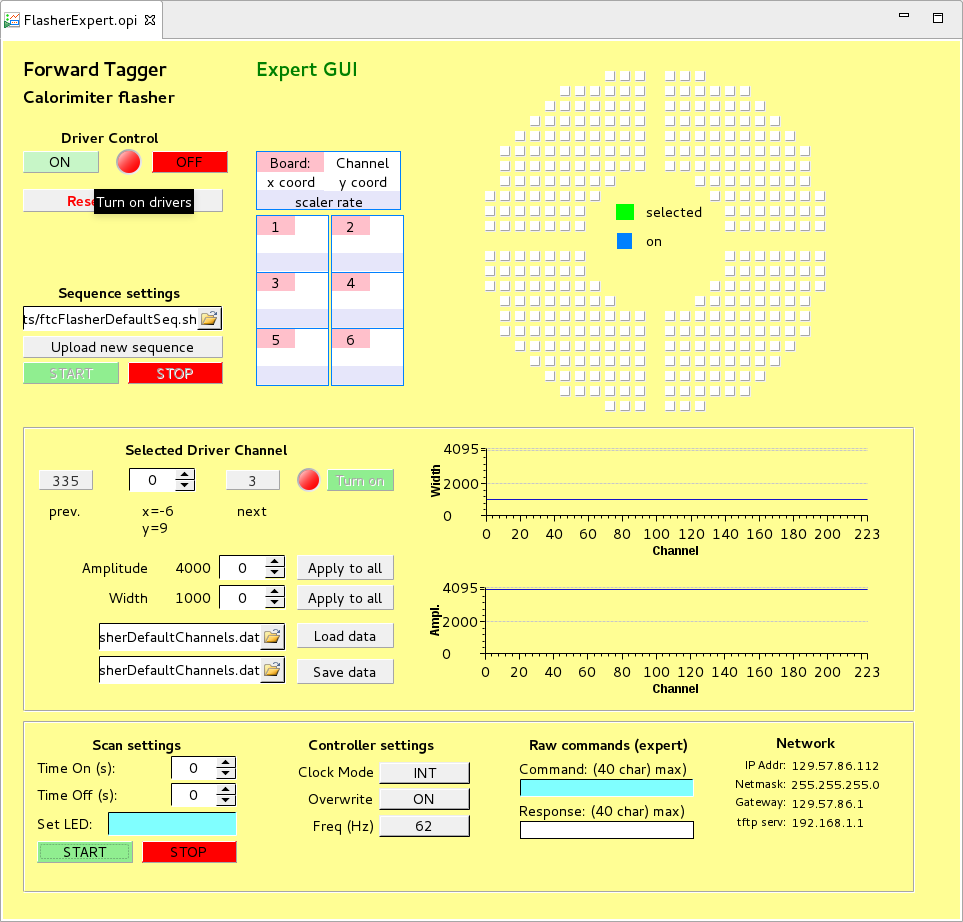 FlasherExpert.opi
Forward Tagger
Expert GUI
Calorimiter flasher
Driver Control
ON
OFF
Rese
Turn on drivers
Board: Channel
x coord y coord
scaler rate
1 2
3 4
5 6
selected
on
Sequence settings
ts/ftcFlasherDefaultSeq.sh
Upload new sequence
START
STOP
Selected Driver Channel
335 0 3 Turn on
prev. x=-6 next
y=9
Amplitude 4000 0 Apply to all
Width 1000 0 Apply to all
sherDefaultChannels.dat Load data
sherDefaultChannels.dat Save data
Width
4095
2000
0
0 20 40 60 80 100 120 140 160 180 200 223
Channel
Ampl.
4095
2000
0
0 20 40 60 80 100 120 140 160 180 200 223
Channel
Scan settings
Time On (s): 0
Time Off (s): 0
Set LED:
START STOP
Controller settings
Clock Mode INT
Overwrite ON
Freq (Hz) 62
Raw commands (expert)
Command: (40 char) max)
Response: (40 char) max)
Network
IP Addr: 129.57.86.112
Netmask: 255.255.255.0
Gateway: 129.57.86.1
tftp serv: 192.168.1.1